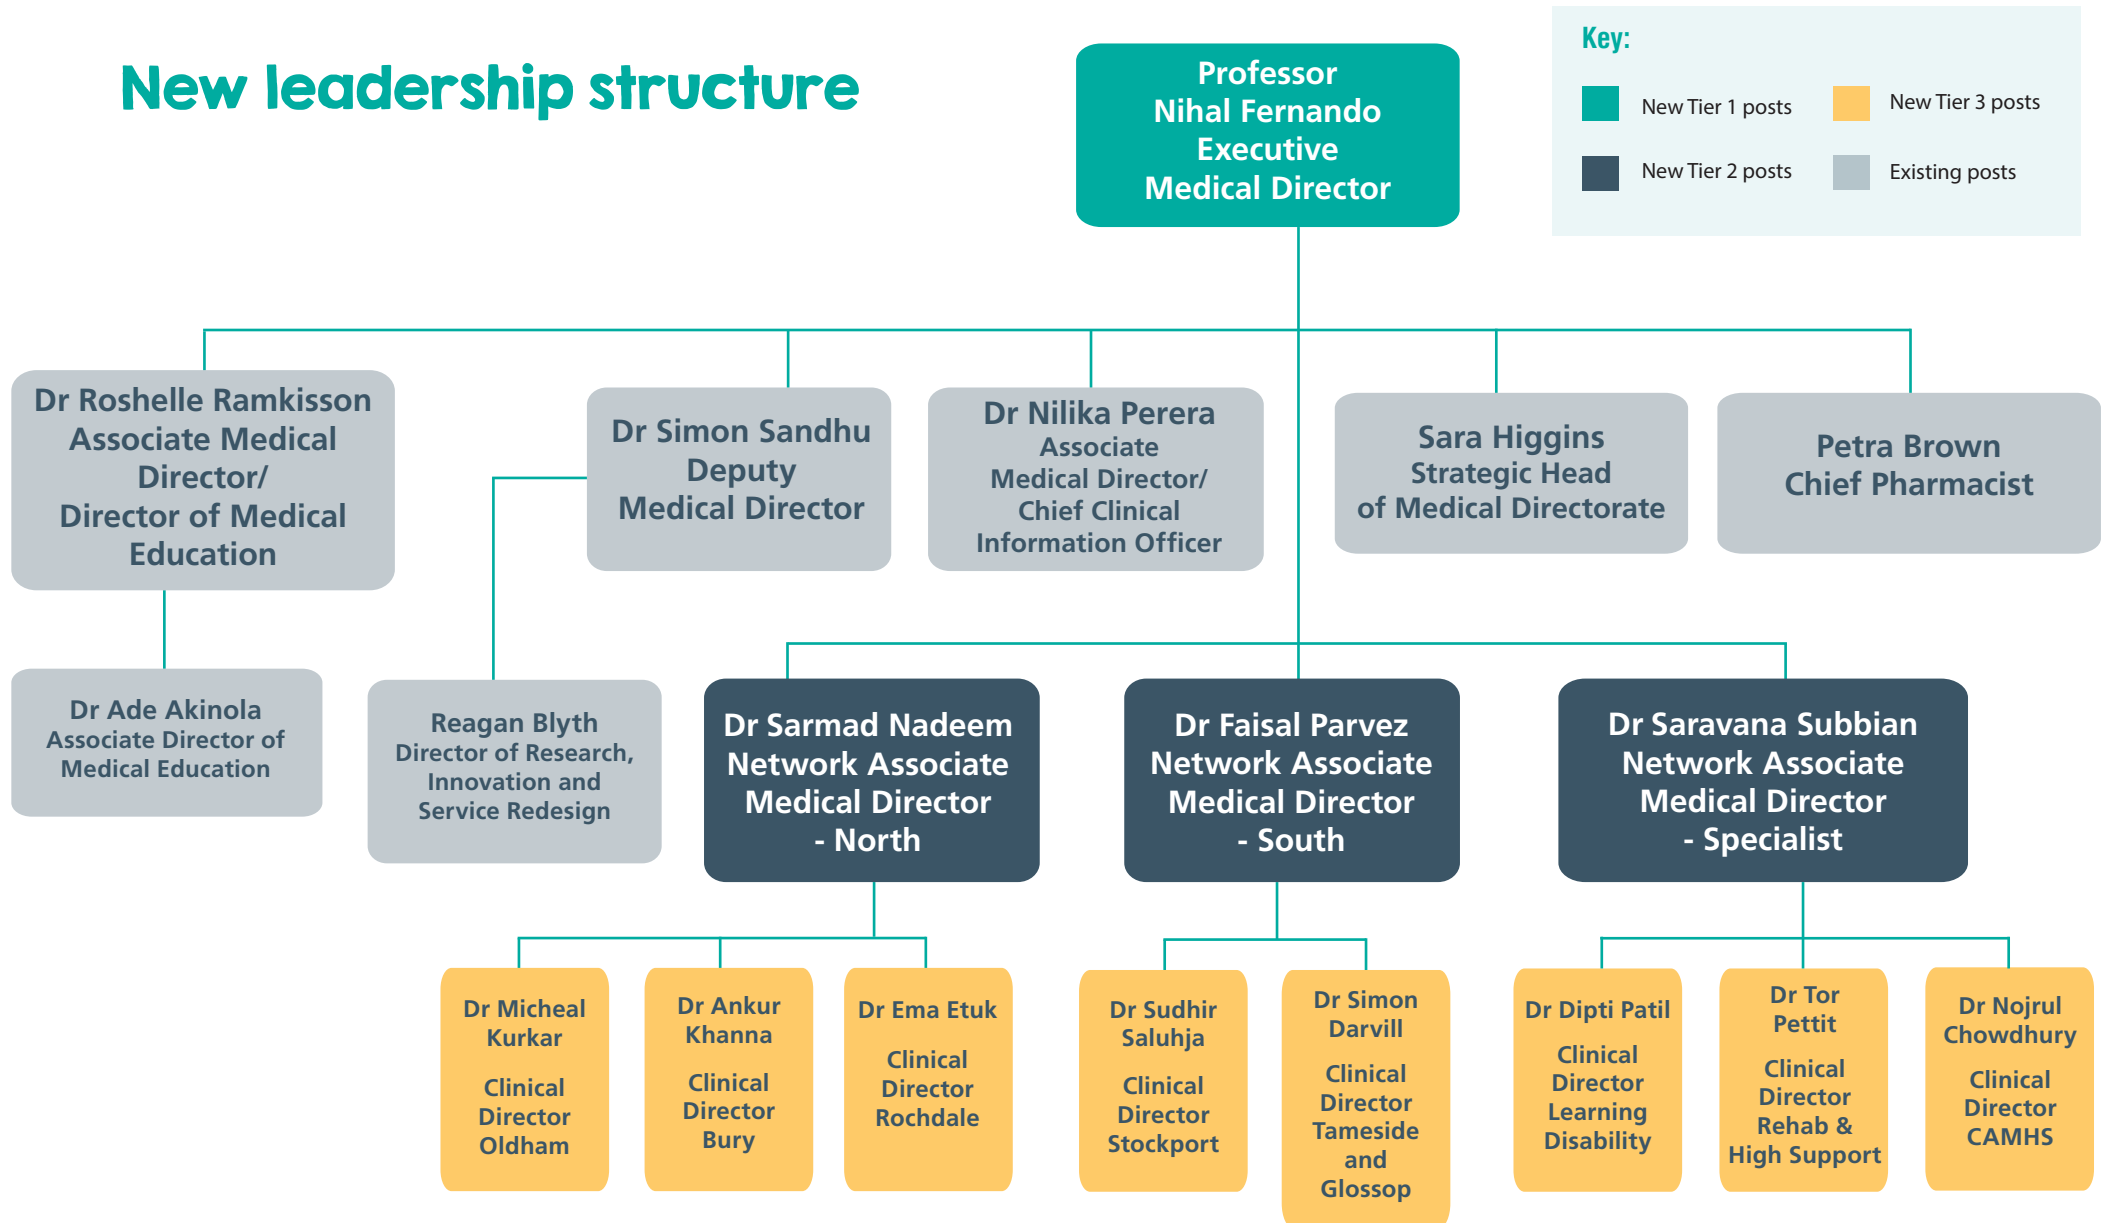 New leadership structure
Professor
Nihal Fernando
Executive
Medical Director
Key:
New Tier 1 posts
New Tier 3 posts
New Tier 2 posts
Existing posts
Dr Roshelle Ramkisson
Associate Medical
Director/
Director of Medical
Education
Dr Simon Sandhu
Deputy
Medical Director
Dr Nilika Perera
Associate
Medical Director/
Chief Clinical
Information Officer
Sara Higgins
Strategic Head
of Medical Directorate
Petra Brown
Chief Pharmacist
Dr Ade Akinola
Associate Director of
Medical Education
Reagan Blyth
Director of Research,
Innovation and
Service Redesign
Dr Sarmad Nadeem
Network Associate
Medical Director
- North
Dr Faisal Parvez
Network Associate
Medical Director
- South
Dr Saravana Subbian
Network Associate
Medical Director
- Specialist
Dr Micheal
Kurkar
Clinical
Director
Oldham
Dr Ankur
Khanna
Clinical
Director
Bury
Dr Ema Etuk
Clinical
Director
Rochdale
Dr Sudhir
Saluhja
Clinical
Director
Stockport
Dr Simon
Darvill
Clinical
Director
Tameside
and
Glossop
Dr Dipti Patil
Clinical
Director
Learning
Disability
Dr Tor
Pettit
Clinical
Director
Rehab &
High Support
Dr Nojrul
Chowdhury
Clinical
Director
CAMHS